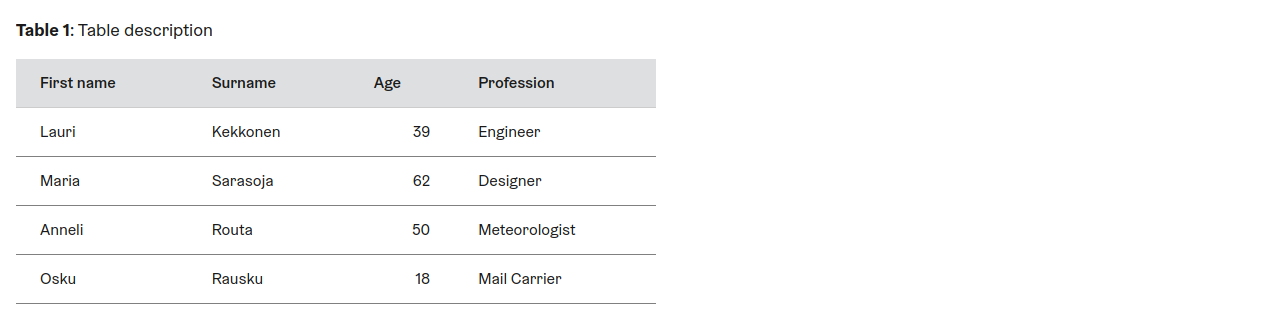 Table 1: Table description
First name Surname Age Profession
Lauri Kekkonen 39 Engineer
Maria Sarasoja 62 Designer
Anneli Routa 50 Meteorologist
Osku Rausku 18 Mail Carrier